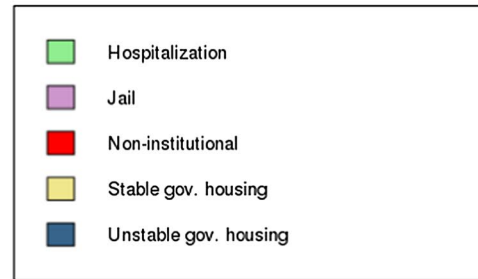 Hospitalization
Jail
Non-institutional
Stable gov. housing
Unstable gov. housing